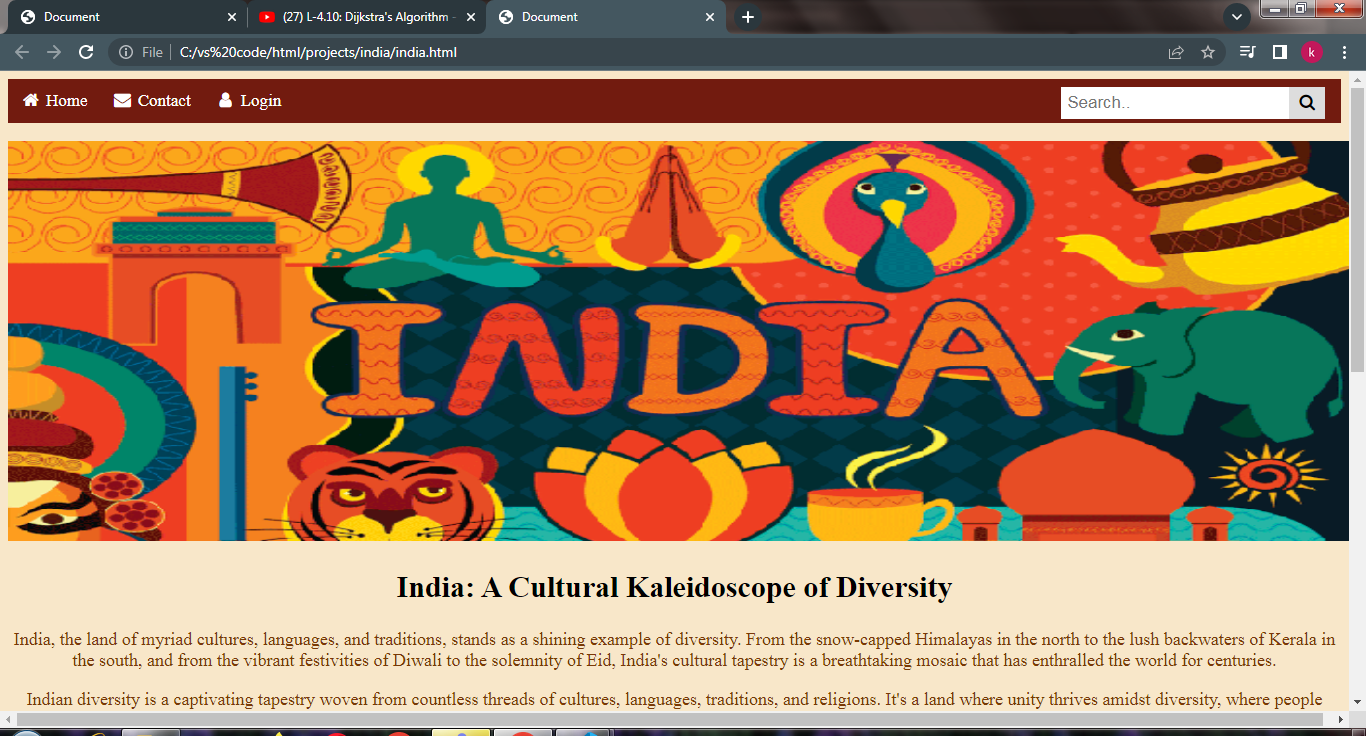 Document
(27) L-4.10: Dijkstra's Algorithm -
Document
File
C:/vs%20code/html/projects/india/india.html
k
Home
Contact
Login
Search..
INDIA
India: A Cultural Kaleidoscope of Diversity
India, the land of myriad cultures, languages, and traditions, stands as a shining example of diversity. From the snow-capped Himalayas in the north to the lush backwaters of Kerala in
the south, and from the vibrant festivities of Diwali to the solemnity of Eid, India's cultural tapestry is a breathtaking mosaic that has enthralled the world for centuries.
Indian diversity is a captivating tapestry woven from countless threads of cultures, languages, traditions, and religions. It's a land where unity thrives amidst diversity, where people